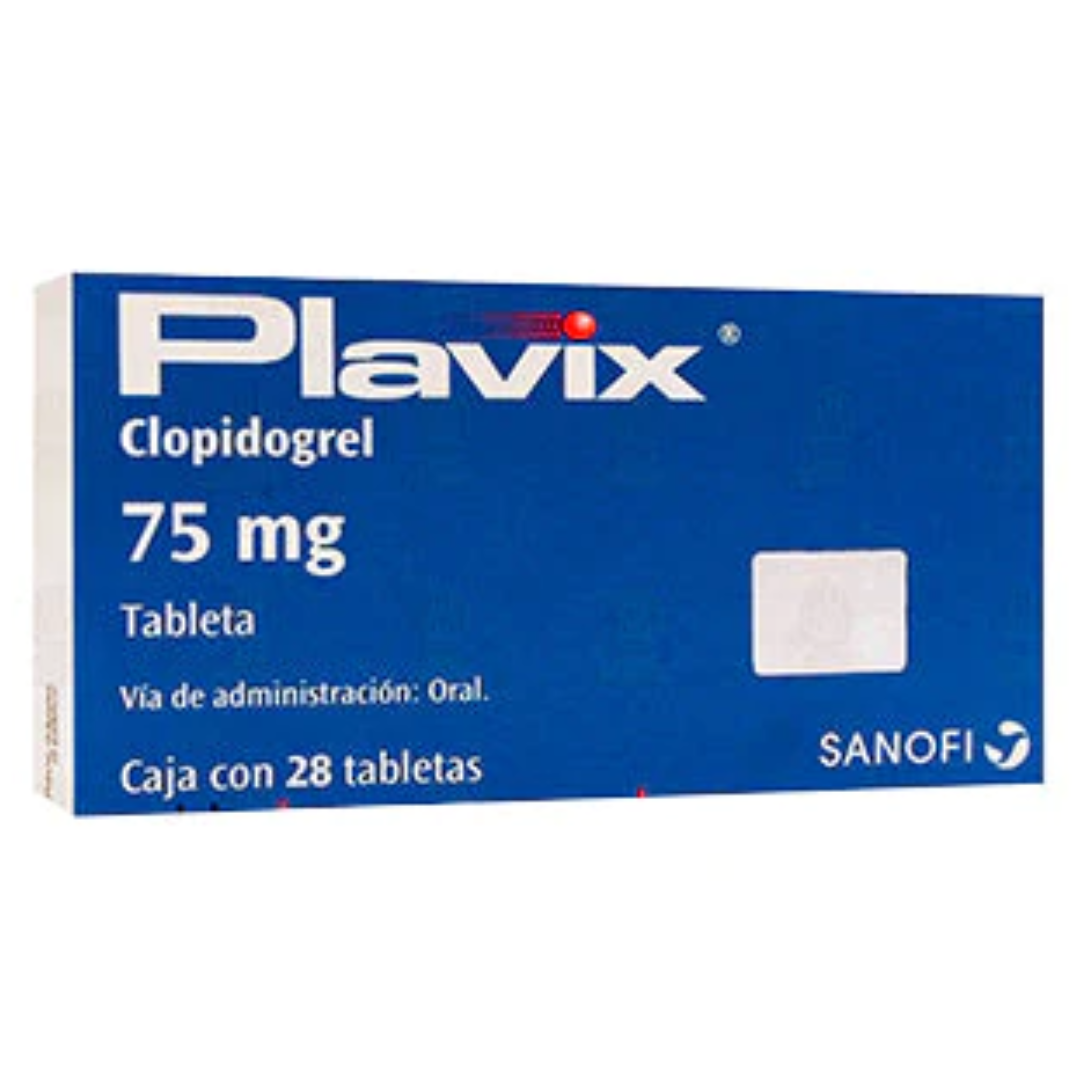 Plavix®
Clopidogrel
75 mg
Tableta
Vía de administración: Oral.
Caja con 28 tabletas
SANOFI